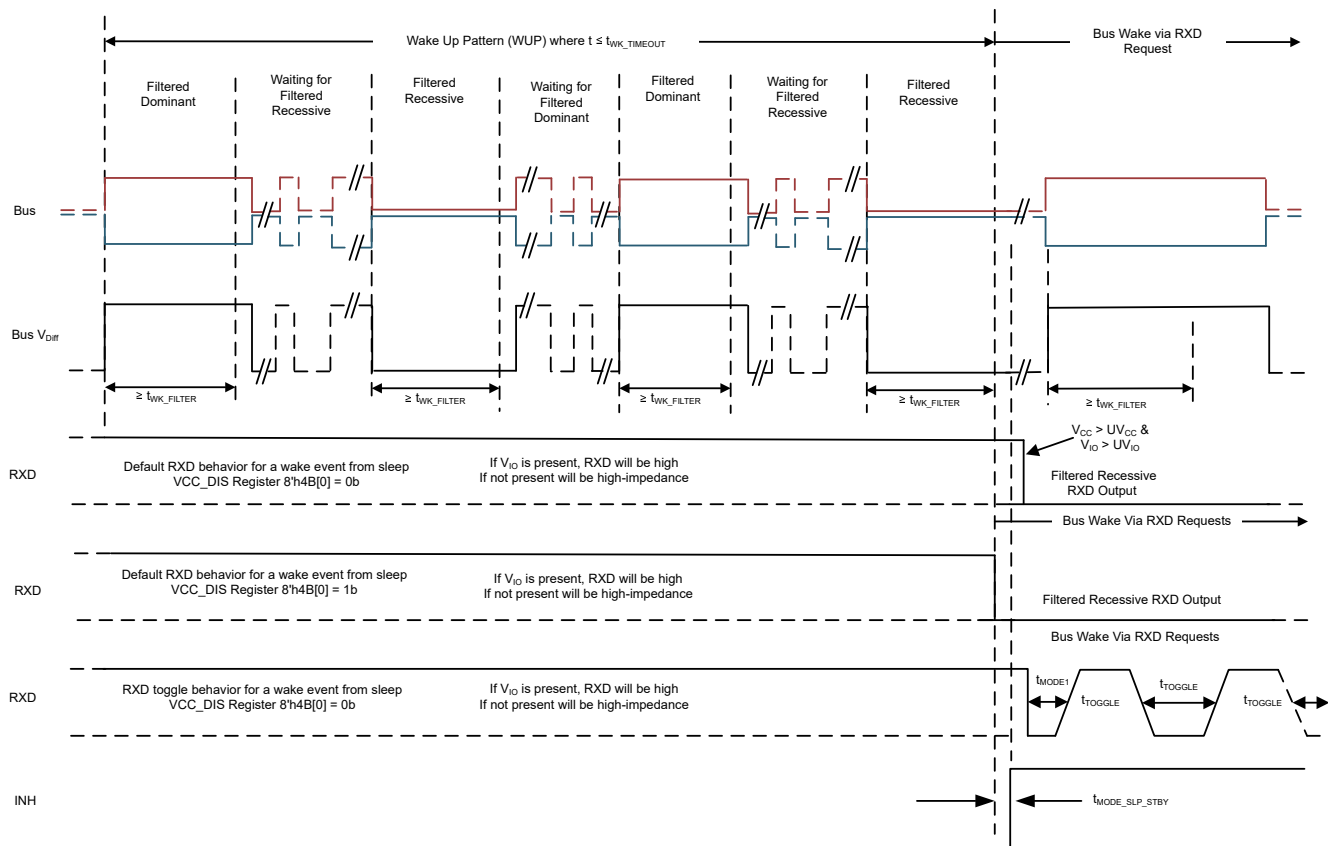 Wake Up Pattern (WUP) where t ≤ tWK_TIMEOUT
Bus Wake via RXD
Request
Filtered
Dominant
Waiting for
Filtered
Recessive
Filtered
Recessive
Waiting for
Filtered
Dominant
Filtered
Dominant
Waiting for
Filtered
Recessive
Filtered
Recessive
Bus
Bus VDiff
≥ tWK_FILTER
≥ tWK_FILTER
≥ tWK_FILTER
≥ tWK_FILTER
≥ tWK_FILTER
VCC > UVCC &
VIO > UVIO
RXD
Default RXD behavior for a wake event from sleep
VCC_DIS Register 8'h4B[0] = 0b
If VIO is present, RXD will be high
If not present will be high-impedance
Filtered Recessive
RXD Output
Bus Wake Via RXD Requests
RXD
Default RXD behavior for a wake event from sleep
VCC_DIS Register 8'h4B[0] = 1b
If VIO is present, RXD will be high
If not present will be high-impedance
Filtered Recessive RXD Output
Bus Wake Via RXD Requests
RXD
RXD toggle behavior for a wake event from sleep
VCC_DIS Register 8'h4B[0] = 0b
If VIO is present, RXD will be high
If not present will be high-impedance
tMODE1
tTOGGLE
tTOGGLE
tTOGGLE
INH
tMODE_SLP_STBY